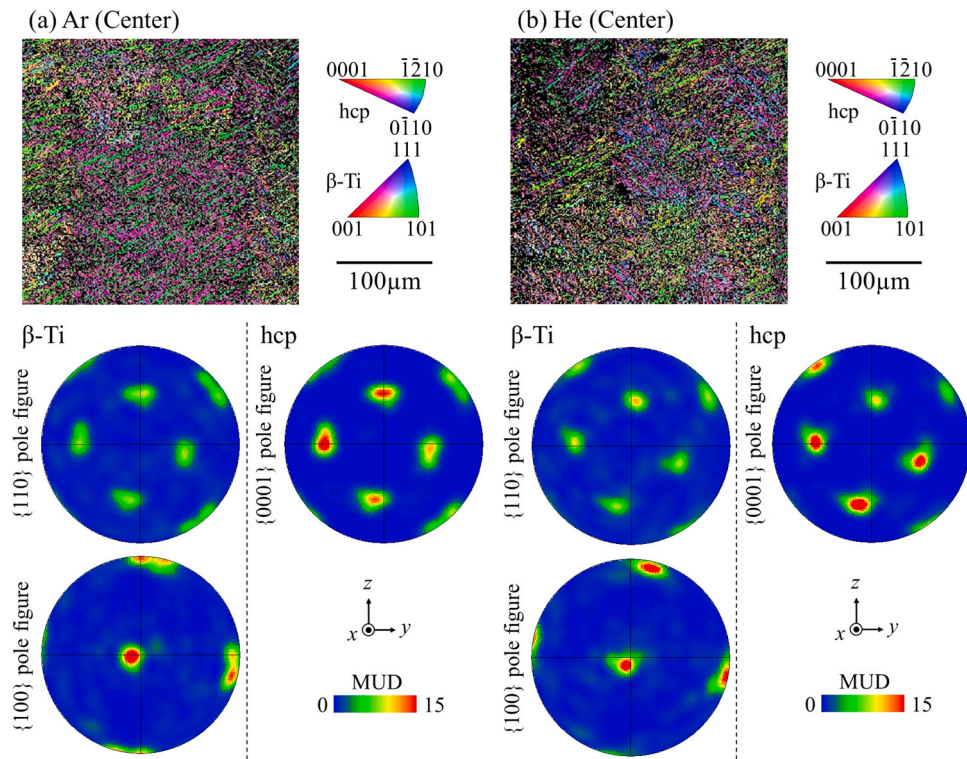 (a) Ar (Center)
0001 1̅2̅10
hcp
01̅10
111
β-Ti
001 101
100μm
(b) He (Center)
0001 1̅2̅10
hcp
01̅10
111
β-Ti
001 101
100μm
β-Ti
{110} pole figure
hcp
{0001} pole figure
{100} pole figure
z
x y
MUD
0 15
β-Ti
{110} pole figure
hcp
{0001} pole figure
{100} pole figure
z
x y
MUD
0 15